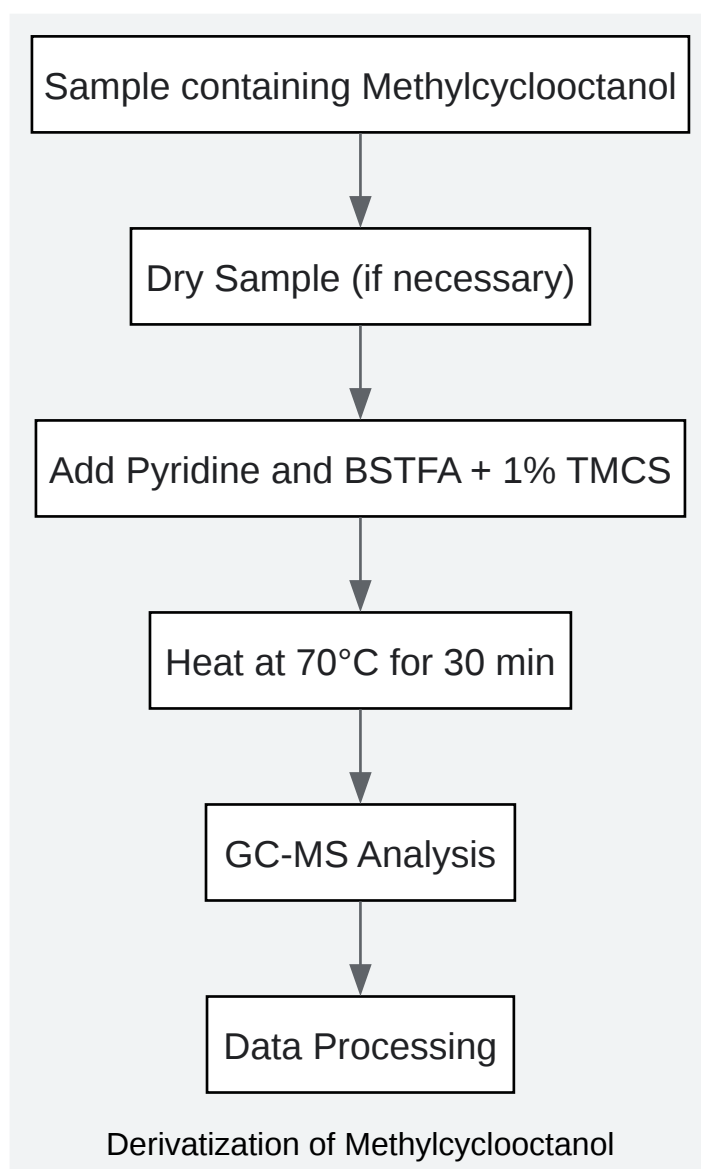 Sample containing Methylcyclooctanol
Dry Sample (if necessary)
Add Pyridine and BSTFA + 1% TMCS
Heat at 70°C for 30 min
GC-MS Analysis
Data Processing
Derivatization of Methylcyclooctanol